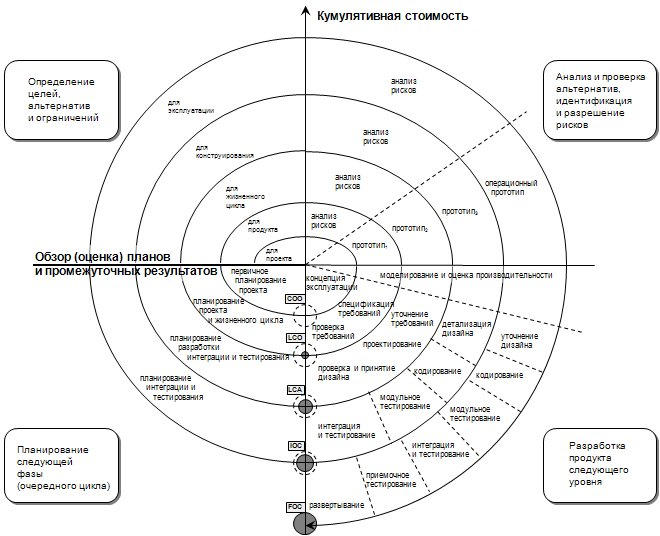 Кумулятивная стоимость
Определение
целей,
альтернатив
и ограничений
Анализ и проверка
альтернатив,
идентификация
и разрешение
рисков
анализ
рисков
для
эксплуатации
анализ
рисков
для
конструирования
анализ
рисков
операционный
прототип
для
жизненного
цикла
анализ
рисков
прототип3
для
продукта
прототип2
прототип1
для
проекта
Обзор (оценка) планов
и промежуточных результатов
первичное
планирование
проекта
концепция
эксплуатации
моделирование и оценка производительности
COO
планирование
проекта
и жизненного цикла
спецификация
требований
LCO
проверка
требований
уточнение
требований
детализация
дизайна
уточнение
дизайна
планирование
разработки
интеграции и тестирования
проектирование
проверка и принятие
дизайна
кодирование
кодирование
планирование
интеграции и
тестирования
LCA
модульное
тестирование
модульное
тестирование
интеграция
и тестирование
IOC
интеграция
и тестирование
приемочное
тестирование
FOC
развертывание
Планирование
следующей
фазы
(очередного цикла)
Разработка
продукта
следующего
уровня